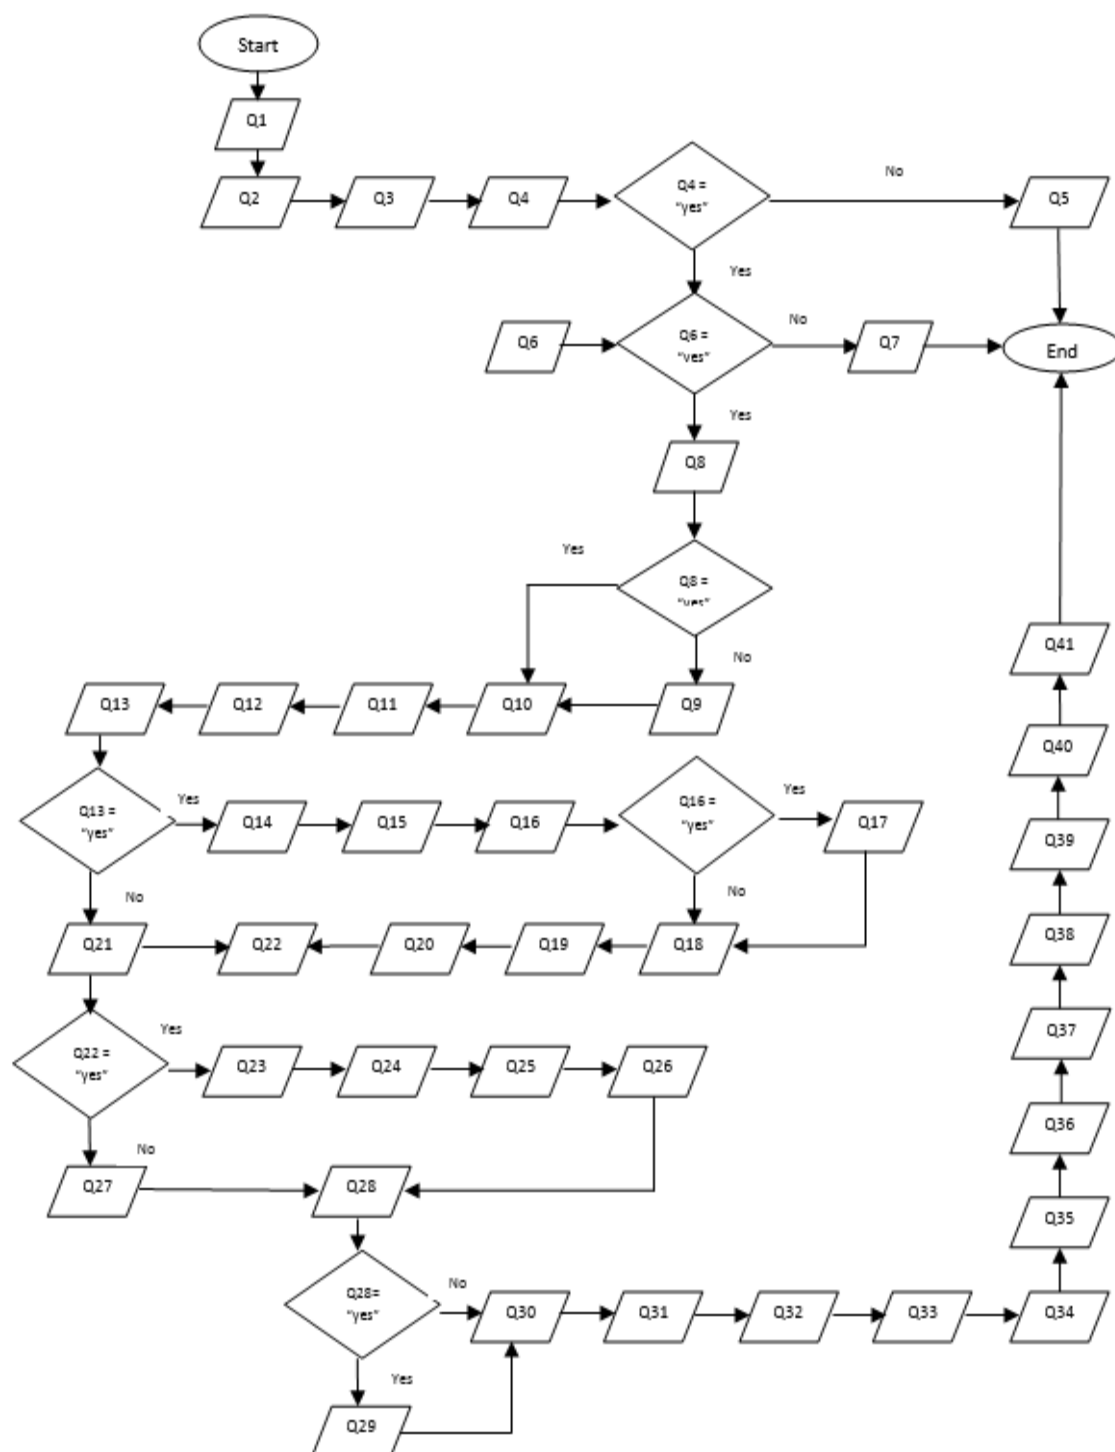 Start
Q1
Q2
Q3
Q4
Q4 =
"yes"
No
Q5
Yes
Q6
Q6 =
"yes"
No
Q7
End
Yes
Q8
Yes
Q8 =
"yes"
No
Q41
Q13
Q12
Q11
Q10
Q9
Q40
Q13 =
"yes"
Yes
Q14
Q15
Q16
Q16 =
"yes"
Yes
Q17
Q39
No
No
Q21
Q22
Q20
Q19
Q18
Q38
Q22 =
"yes"
Yes
Q23
Q24
Q25
Q26
Q37
No
Q36
Q27
Q28
Q35
Q28=
"yes"
No
Q30
Q31
Q32
Q33
Q34
Yes
Q29